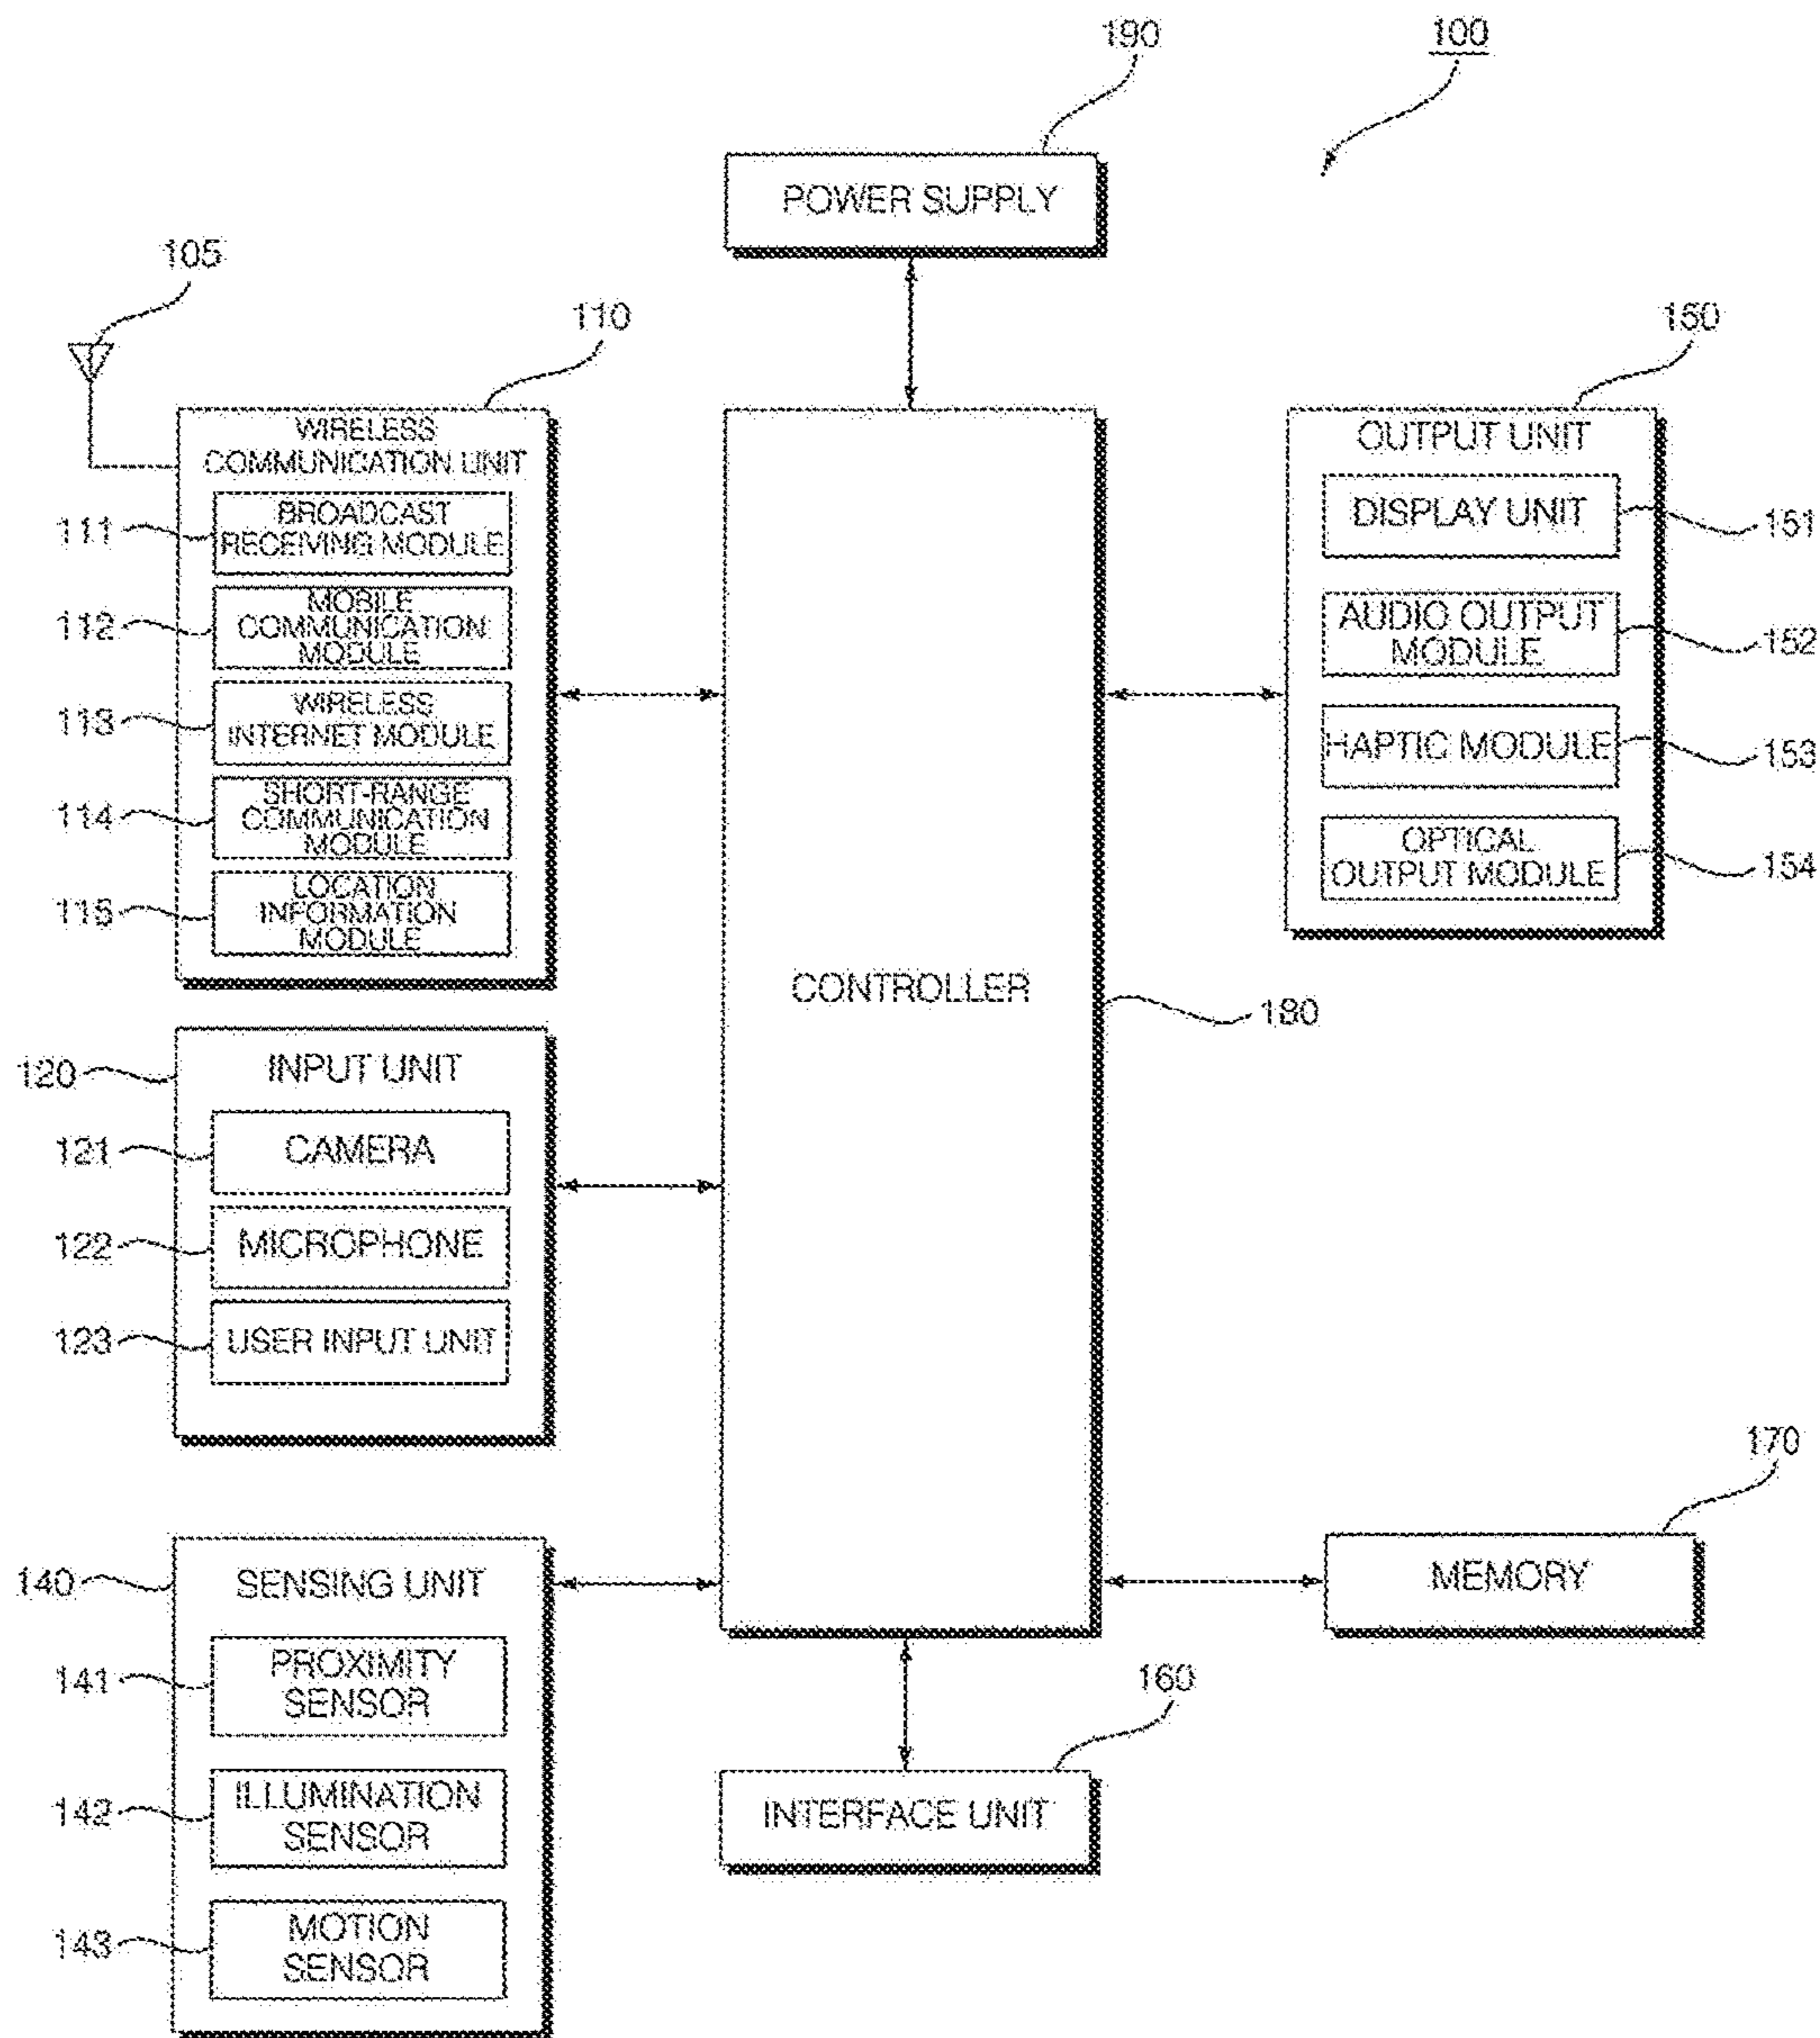 190
100
POWER SUPPLY
105
110
150
WIRELESS
COMMUNICATION UNIT
111
BROADCAST
RECEIVING MODULE
112
MOBILE
COMMUNICATION
MODULE
113
WIRELESS
INTERNET MODULE
114
SHORT-RANGE
COMMUNICATION
MODULE
115
LOCATION
INFORMATION
MODULE
OUTPUT UNIT
DISPLAY UNIT
151
AUDIO OUTPUT
MODULE
152
HAPTIC MODULE
153
OPTICAL
OUTPUT MODULE
154
CONTROLLER
180
120
INPUT UNIT
121
CAMERA
122
MICROPHONE
123
USER INPUT UNIT
170
MEMORY
140
SENSING UNIT
141
PROXIMITY
SENSOR
142
ILLUMINATION
SENSOR
143
MOTION
SENSOR
160
INTERFACE UNIT